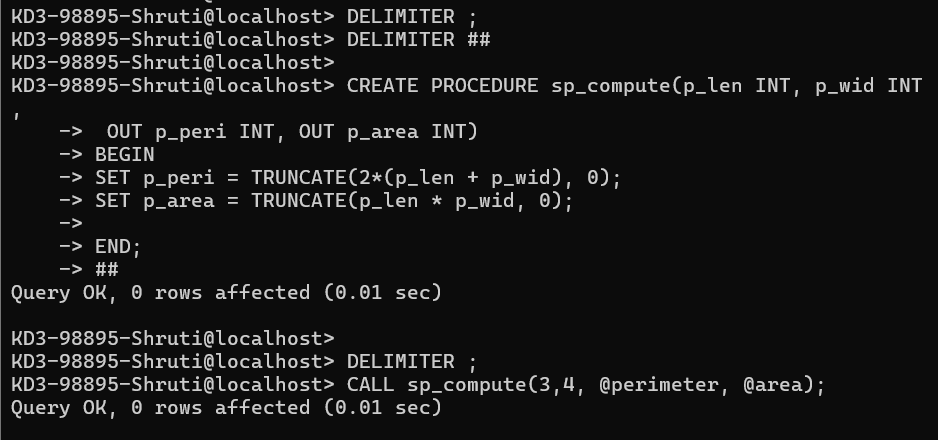 KD3-98895-Shruti@localhost> DELIMITER ;
KD3-98895-Shruti@localhost> DELIMITER ##
KD3-98895-Shruti@localhost>
KD3-98895-Shruti@localhost> CREATE PROCEDURE sp_compute(p_len INT, p_wid INT
,
    ->  OUT p_peri INT, OUT p_area INT)
    -> BEGIN
    -> SET p_peri = TRUNCATE(2*(p_len + p_wid), 0);
    -> SET p_area = TRUNCATE(p_len * p_wid, 0);
    ->
    -> END;
    -> ##
Query OK, 0 rows affected (0.01 sec)

KD3-98895-Shruti@localhost>
KD3-98895-Shruti@localhost> DELIMITER ;
KD3-98895-Shruti@localhost> CALL sp_compute(3,4, @perimeter, @area);
Query OK, 0 rows affected (0.01 sec)